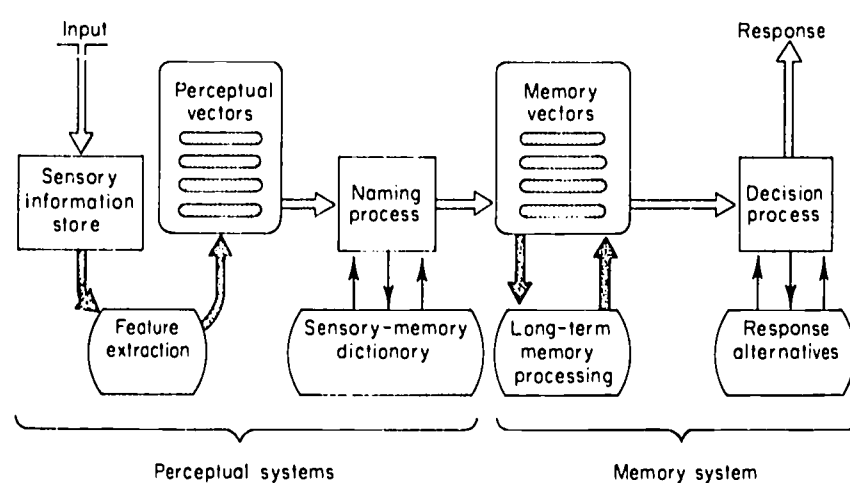 Input
Response
Perceptual
vectors
Memory
vectors
Sensory
information
store
Naming
process
Decision
process
Feature
extraction
Sensory-memory
dictionory
Long-term
memory
processing
Response
alternatives
Perceptual systems
Memory system